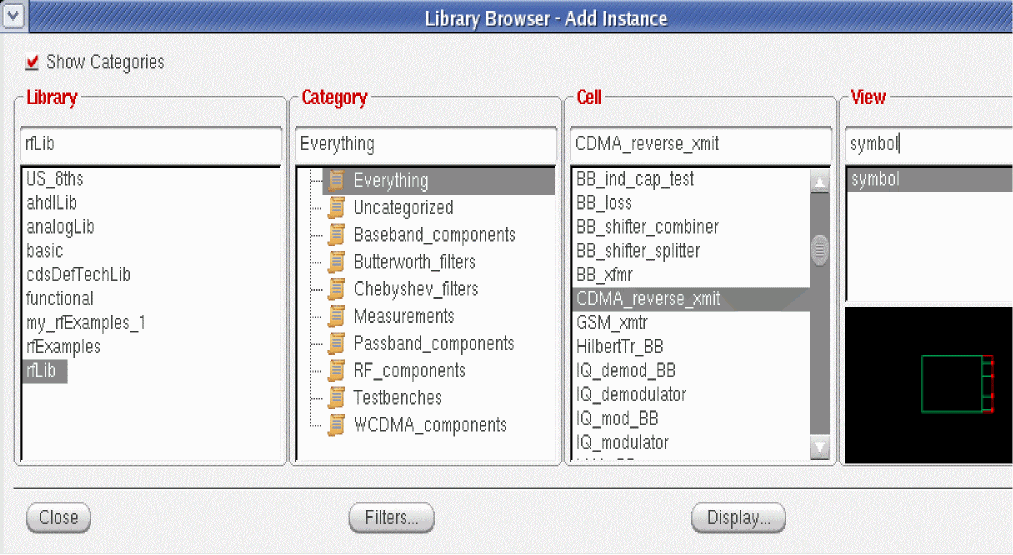 Library Browser - Add Instance
Show Categories
Library
rfLib
US_8ths
ahdlLib
analogLib
basic
cdsDefTechLib
functional
my_rfExamples_1
rfExamples
rfLib
Category
Everything
Everything
Uncategorized
Baseband_components
Butterworth_filters
Chebyshev_filters
Measurements
Passband_components
RF_components
Testbenches
WCDMA_components
Cell
CDMA_reverse_xmit
BB_ind_cap_test
BB_loss
BB_shifter_combiner
BB_shifter_splitter
BB_xfmr
CDMA_reverse_xmit
GSM_xmtr
HilbertTr_BB
IQ_demod_BB
IQ_demodulator
IQ_mod_BB
IQ_modulator
View
symbol
symbol
Close
Filters...
Display...